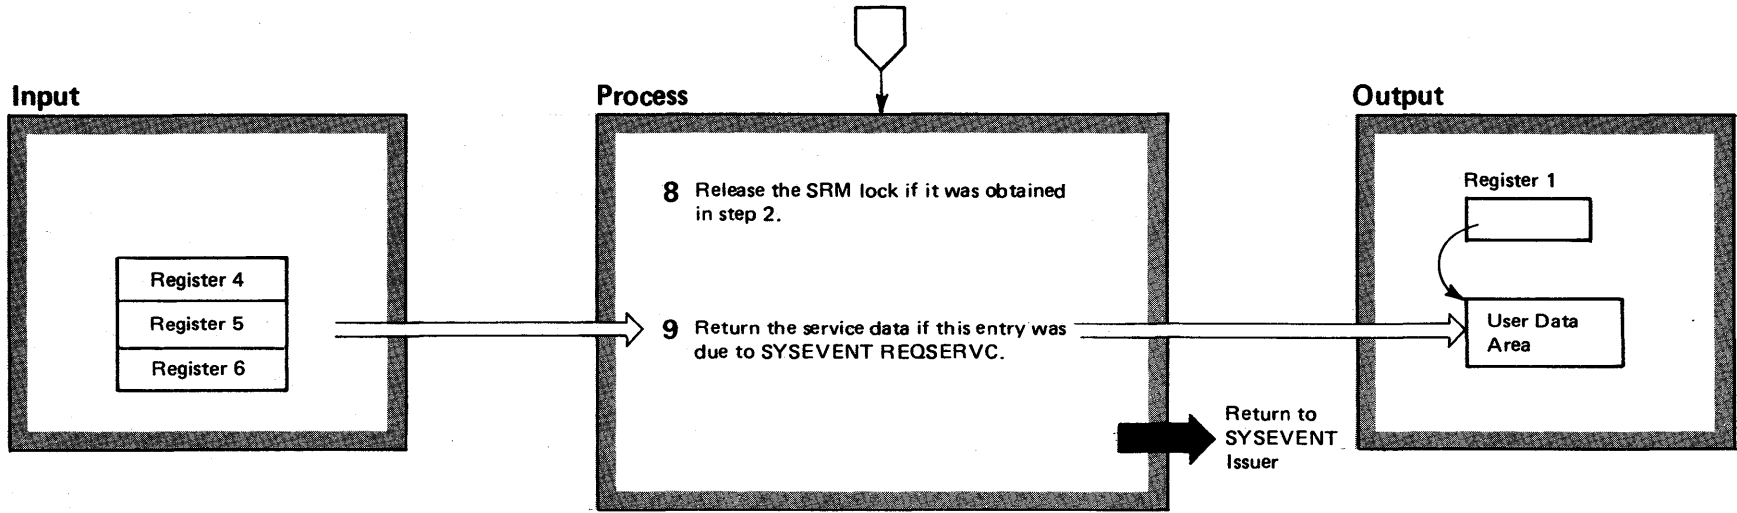 Input
Process
Output
Register 4
Register 5
Register 6
8 Release the SRM lock if it was obtained
in step 2.
9 Return the service data if this entry was
due to SYSEVENT REQSERVC.
Return to
SYSEVENT
Issuer
Register 1
User Data
Area